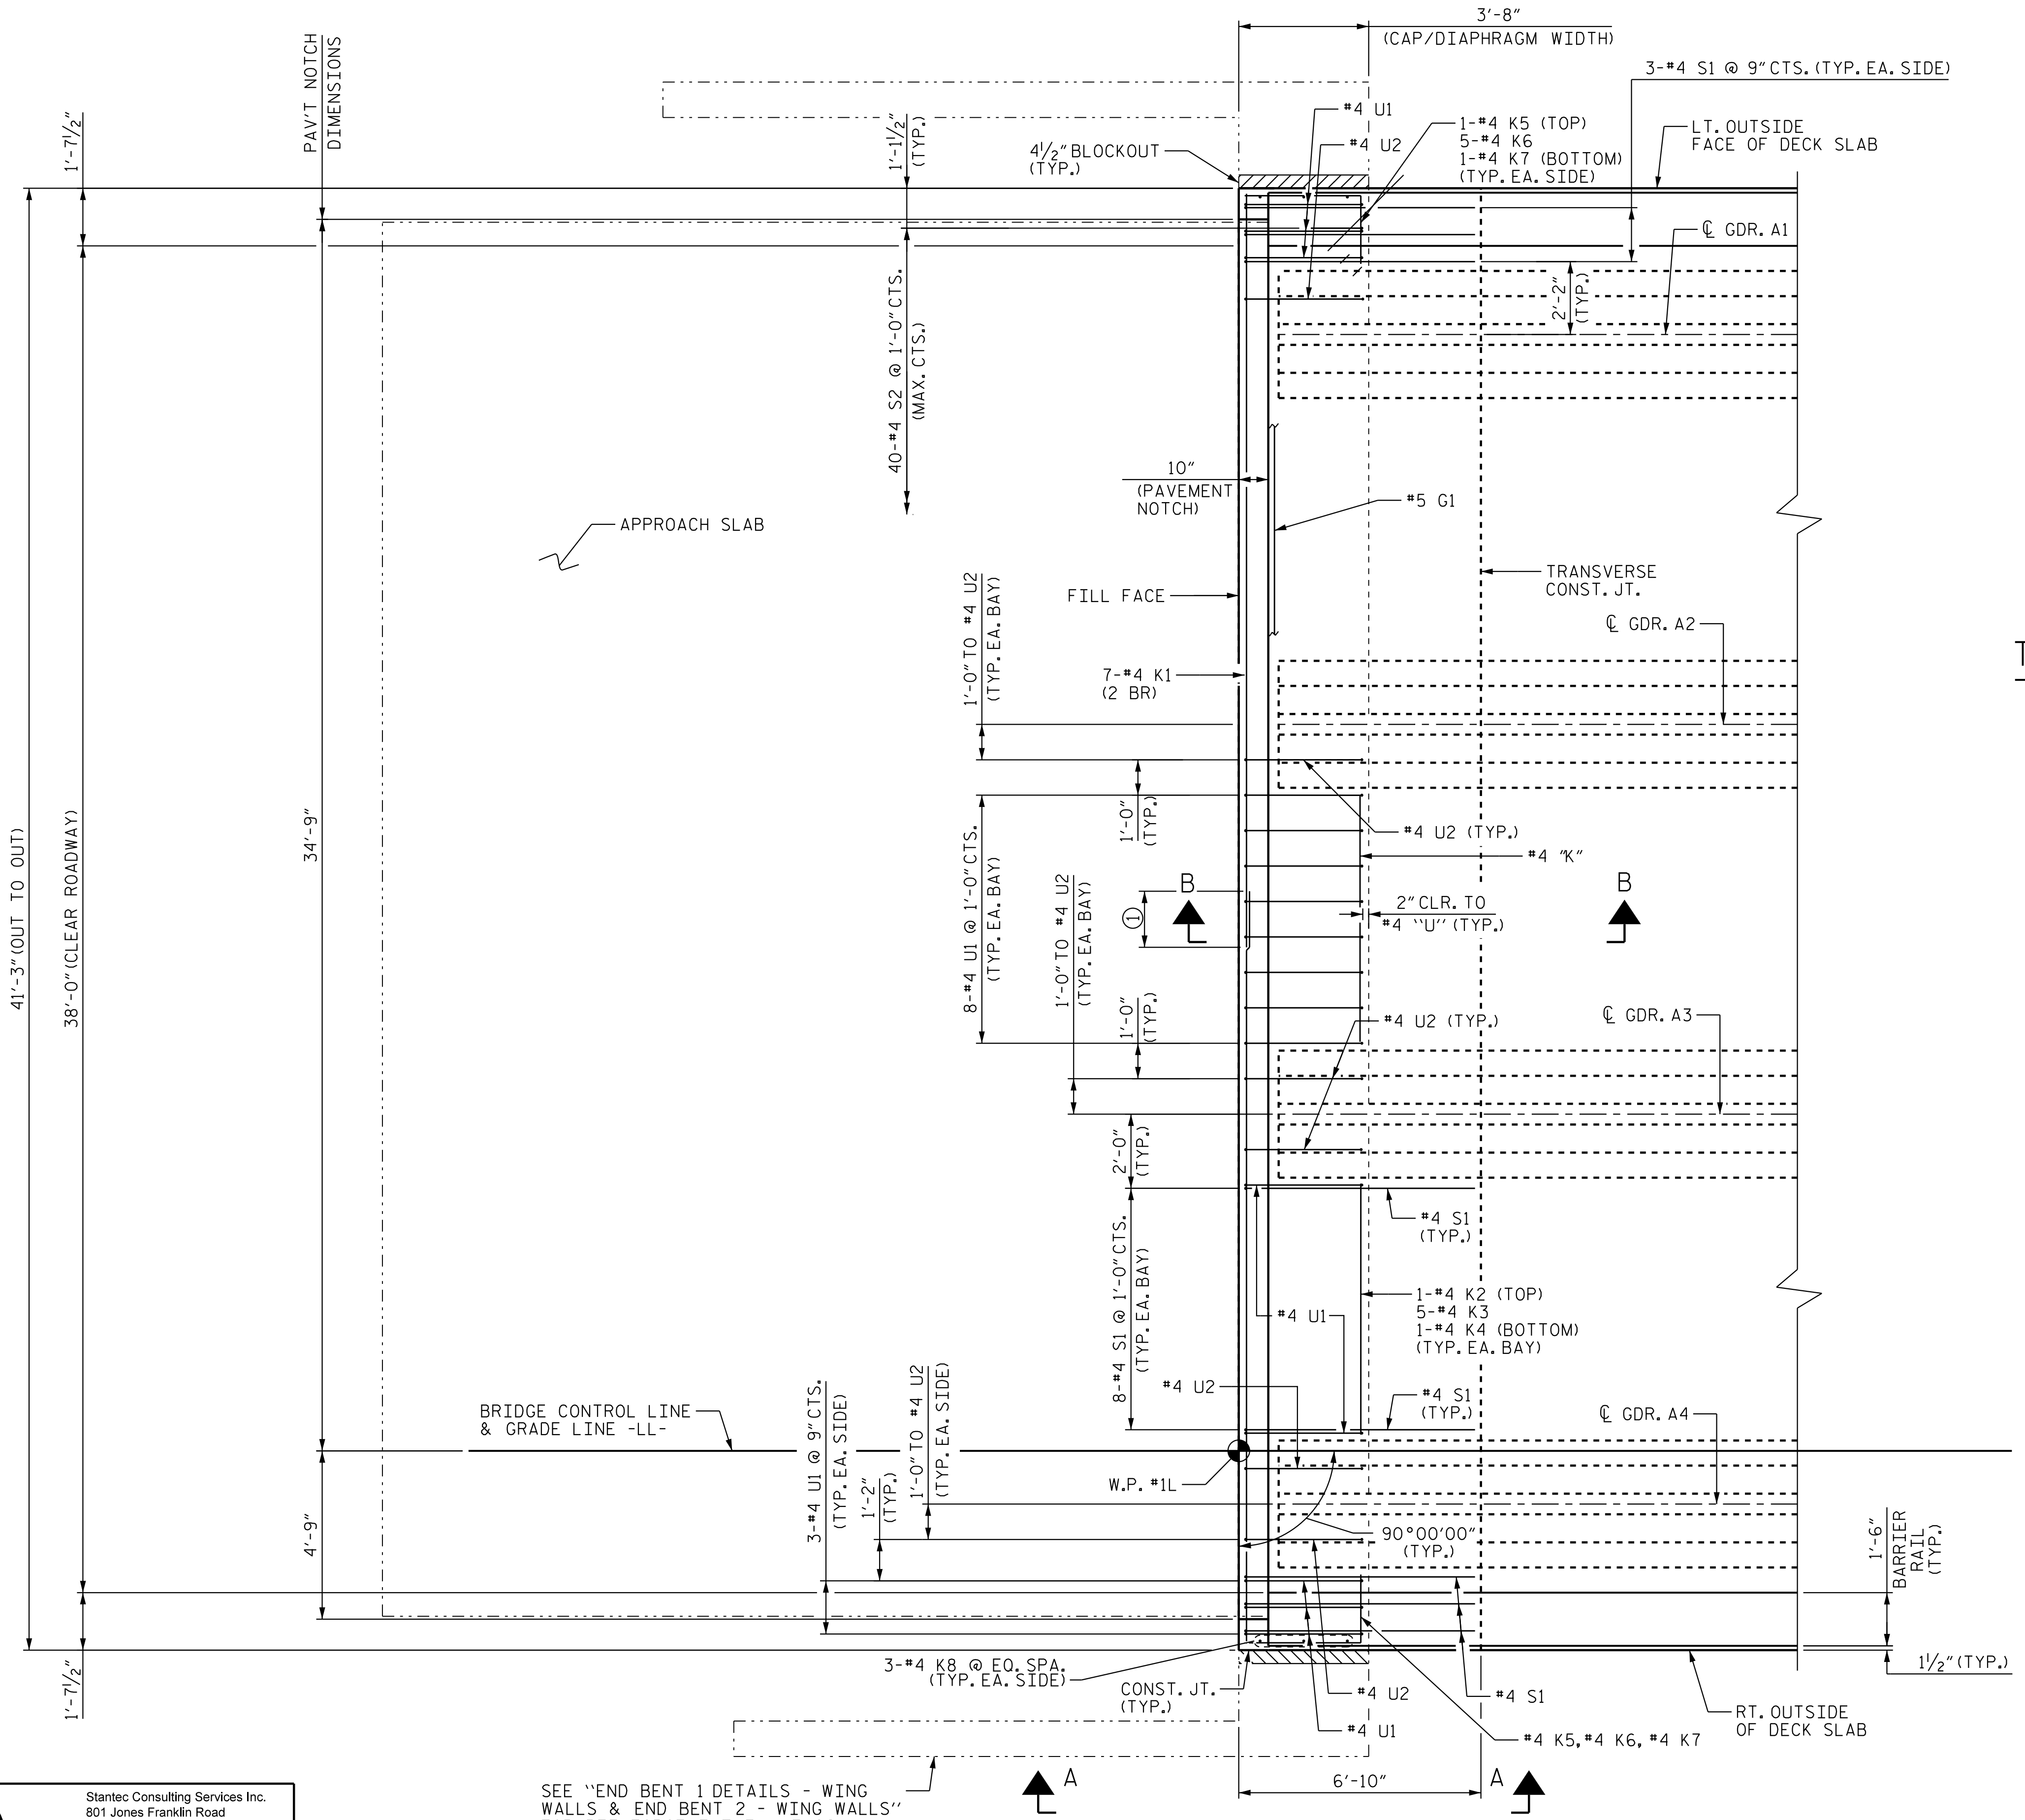 3'-8"
(CAP/DIAPHRAGM WIDTH)
3-#4 S1 @ 9"CTS.(TYP.EA.SIDE)
PAV'T NOTCH
DIMENSIONS
1'-7½"
1'-1½"
(TYP.)
4½"BLOCKOUT
(TYP.)
#4 U1
#4 U2
1-#4 K5 (TOP)
5-#4 K6
1-#4 K7 (BOTTOM)
(TYP.EA.SIDE)
LT.OUTSIDE
FACE OF DECK SLAB
℄ GDR.A1
2'-2"
(TYP.)
40-#4 S2 @ 1'-0"CTS.
(MAX.CTS.)
10"
(PAVEMENT
NOTCH)
#5 G1
APPROACH SLAB
TRANSVERSE
CONST.JT.
FILL FACE
1'-0"TO #4 U2
(TYP.EA.BAY)
℄ GDR.A2
7-#4 K1
(2 BR)
41'-3"(OUT TO OUT)
38'-0"(CLEAR ROADWAY)
34'-9"
8-#4 U1 @ 1'-0"CTS.
(TYP.EA.BAY)
1'-0"
(TYP.)
#4 U2 (TYP.)
#4 "K"
1'-0"TO #4 U2
(TYP.EA.BAY)
1
B
B
2"CLR.TO
#4 ``U'' (TYP.)
1'-0"
(TYP.)
#4 U2 (TYP.)
℄ GDR.A3
2'-0"
(TYP.)
#4 S1
(TYP.)
8-#4 S1 @ 1'-0"CTS.
(TYP.EA.BAY)
#4 U1
1-#4 K2 (TOP)
5-#4 K3
1-#4 K4 (BOTTOM)
(TYP.EA.BAY)
#4 U2
#4 S1
(TYP.)
℄ GDR.A4
BRIDGE CONTROL LINE
& GRADE LINE -LL-
3-#4 U1 @ 9"CTS.
(TYP.EA.SIDE)
1'-2"
(TYP.)
1'-0"TO #4 U2
(TYP.EA.SIDE)
W.P. #1L
90°00'00"
(TYP.)
4'-9"
1'-6"
BARRIER
RAIL
(TYP.)
1'-7½"
3-#4 K8 @ EQ.SPA.
(TYP.EA.SIDE)
CONST.JT.
(TYP.)
#4 U2
#4 U1
#4 S1
#4 K5,#4 K6,#4 K7
1½"(TYP.)
RT.OUTSIDE
OF DECK SLAB
6'-10"
A
A
SEE ``END BENT 1 DETAILS - WING
WALLS & END BENT 2 - WING WALLS''
Stantec Consulting Services Inc.
801 Jones Franklin Road